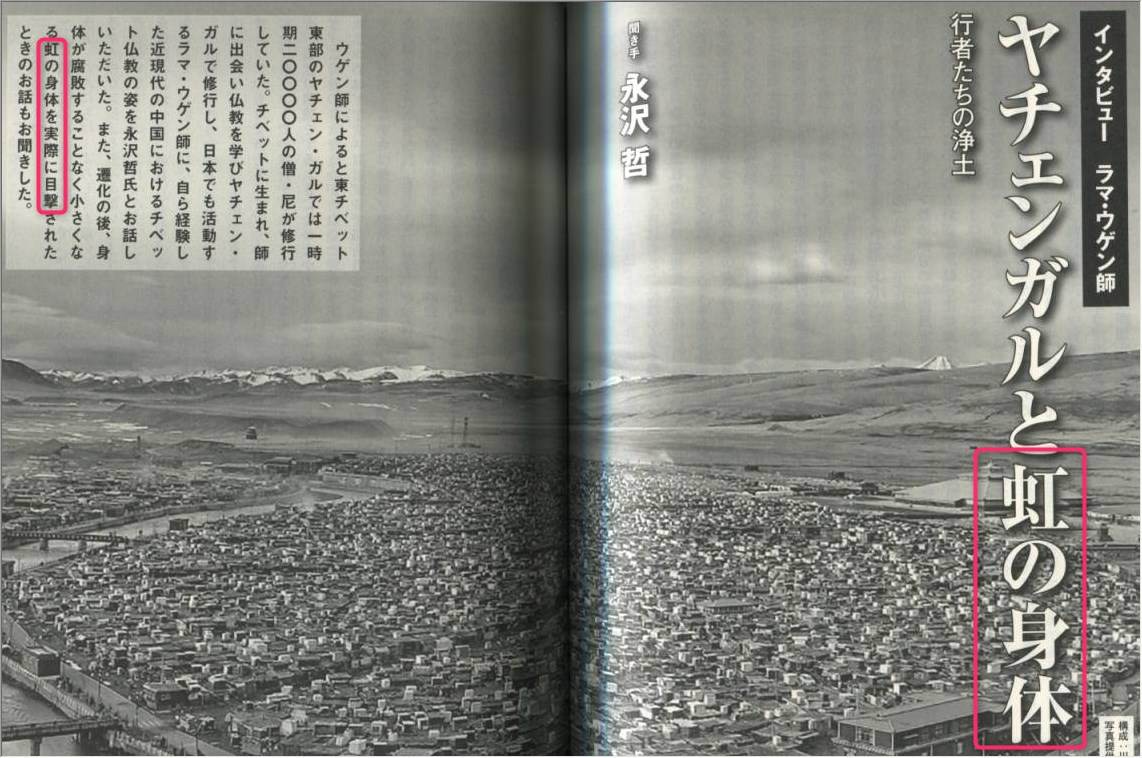 インタビュー ラマ・ウゲン師
ヤチェンガルと虹の身体
行者たちの浄土
聞き手 永沢 哲
構成：川
写真提供
ウゲン師によると東チベット
東部のヤチェン・ガルでは一時
期二〇〇〇〇人の僧・尼が修行
していた。チベットに生まれ、師
に出会い仏教を学びヤチェン・
ガルで修行し、日本でも活動す
るラマ・ウゲン師に、自ら経験し
た近現代の中国におけるチベッ
ト仏教の姿を永沢哲氏とお話し
いただいた。また、遷化の後、身
体が腐敗することなく小さくな
る虹の身体を実際に目撃された
ときのお話もお聞きした。